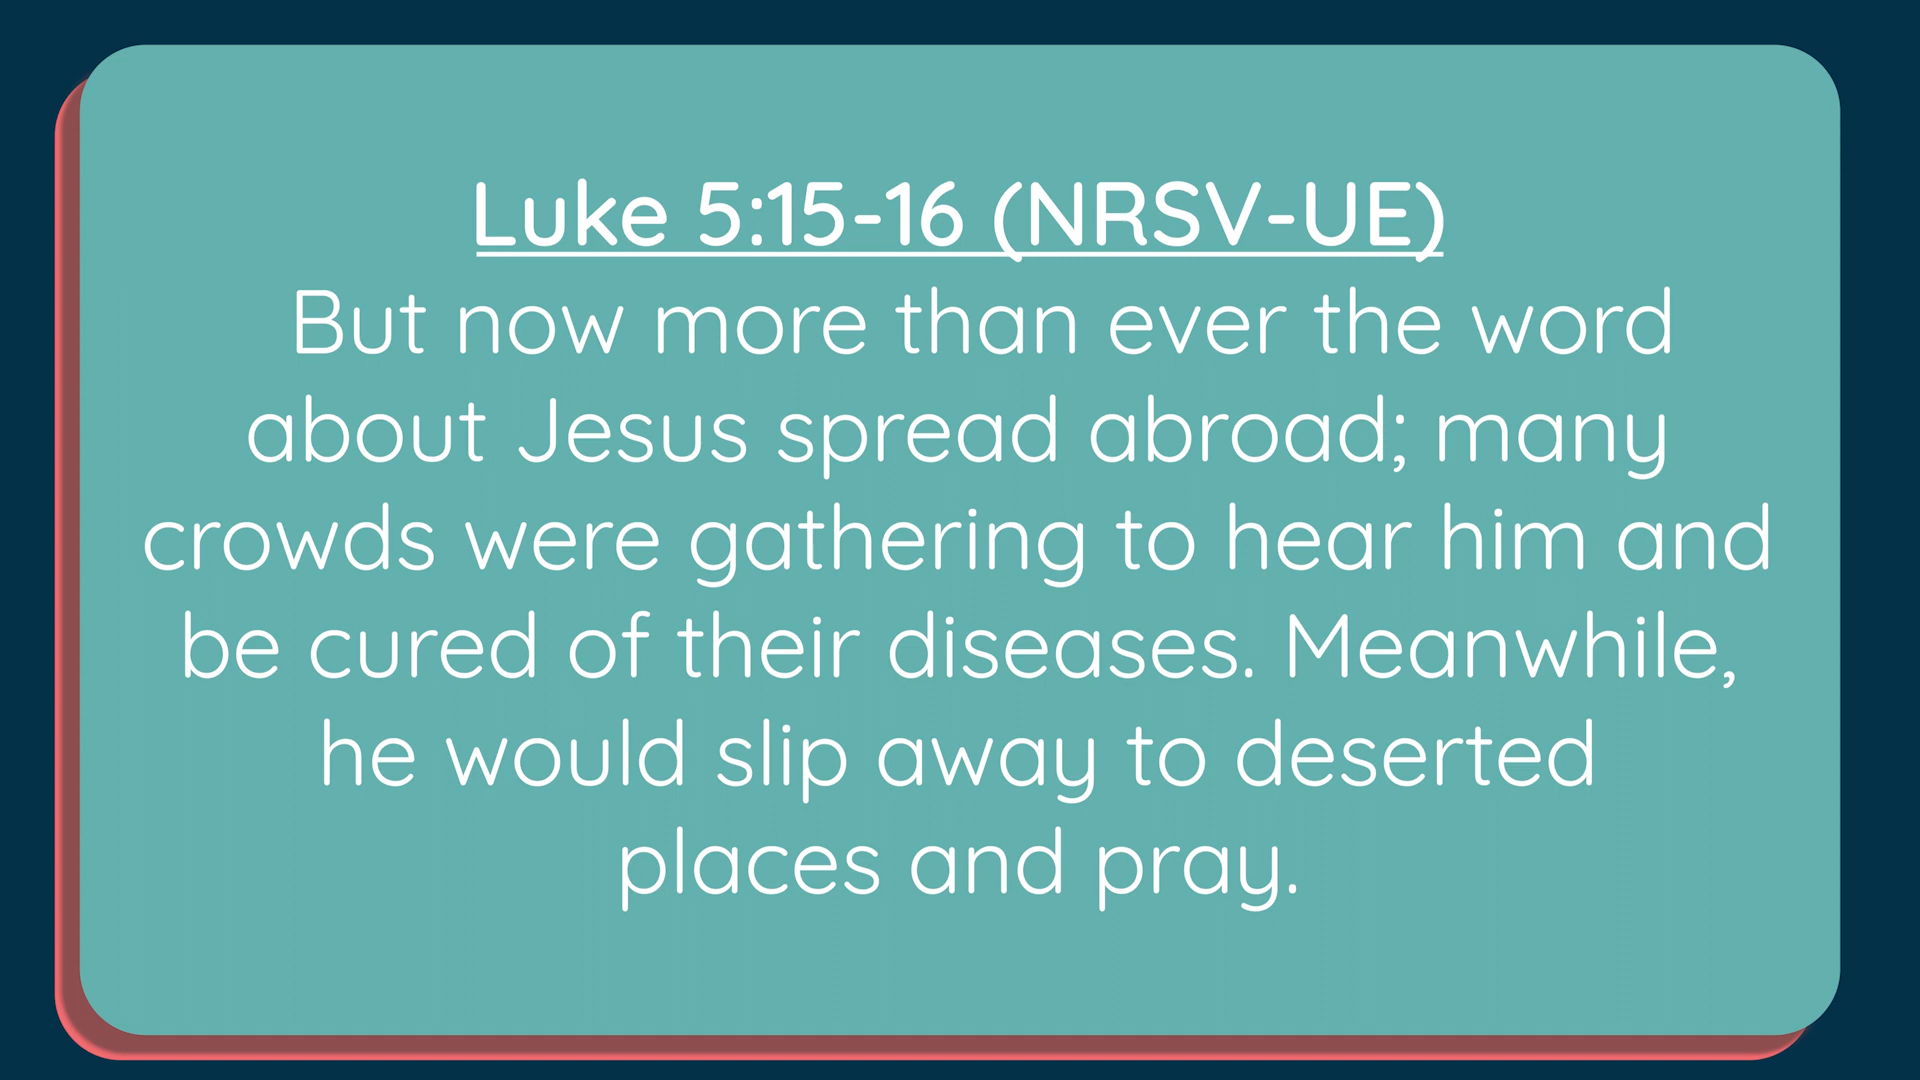 Luke 5:15-16 (NRSV-UE)
But now more than ever the word
about Jesus spread abroad; many
crowds were gathering to hear him and
be cured of their diseases. Meanwhile,
he would slip away to deserted
places and pray.